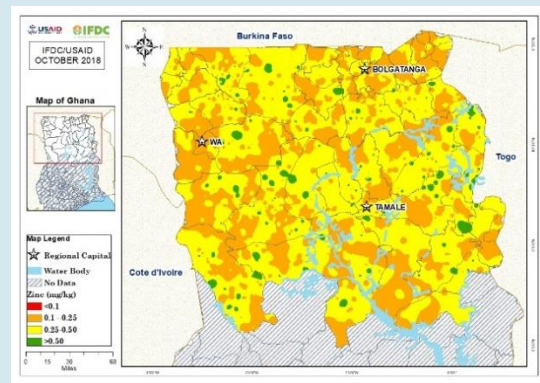 USAID
IFDC
IFDC/USAID
OCTOBER 2018
Map of Ghana
Map Legend
Regional Capital
Water Body
No Data
Zinc (mg/kg)
<0.1
0.1 - 0.25
0.25-0.50
>0.50
0 15 30 60
Miles
Burkina Faso
BOLGATANGA
WA
Togo
TAMALE
Cote d'Ivoire